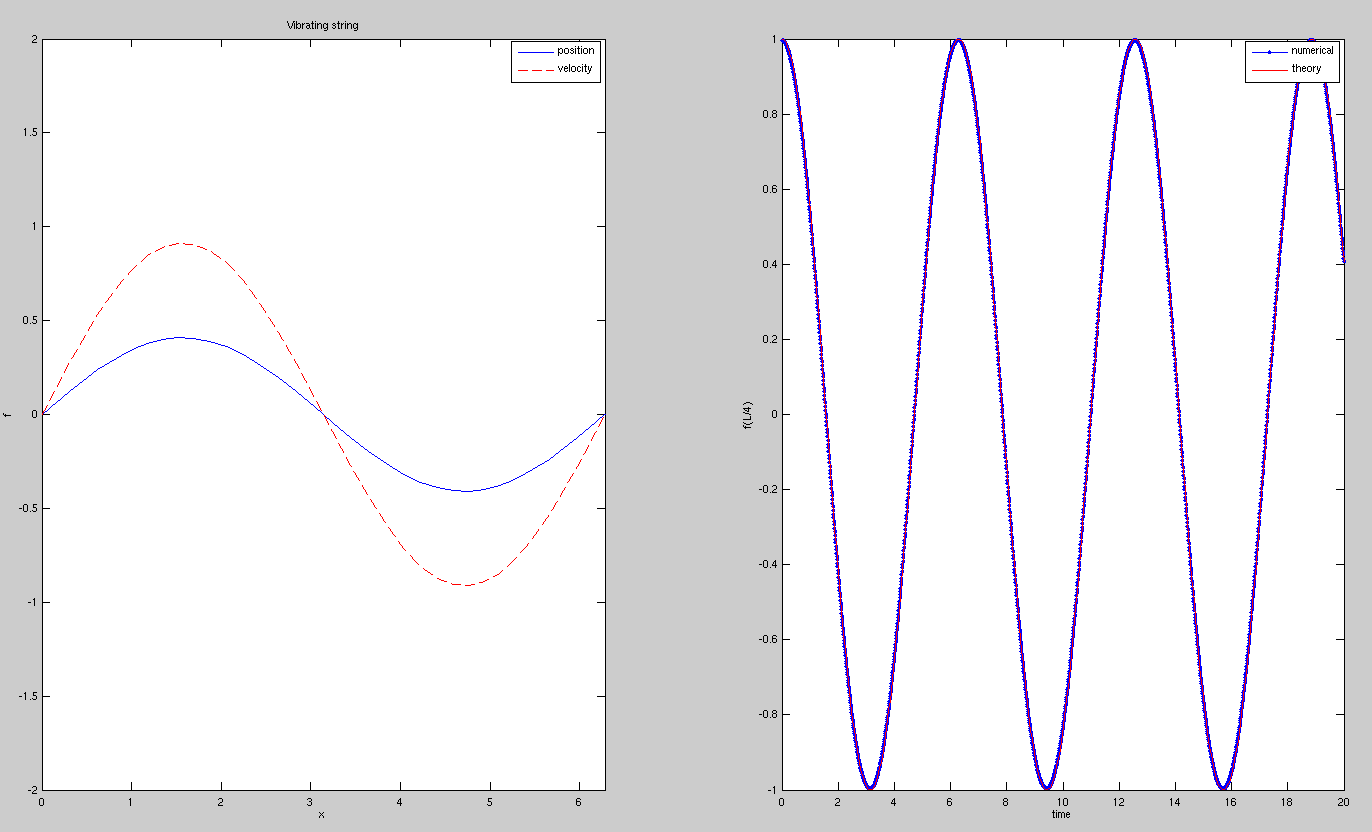 Vibrating string
position
velocity
2
1.5
1
0.5
0
-0.5
-1
-1.5
-2
f
0 1 2 3 4 5 6
x
numerical
theory
1
0.8
0.6
0.4
0.2
0
-0.2
-0.4
-0.6
-0.8
-1
f(L/4)
0 2 4 6 8 10 12 14 16 18 20
time